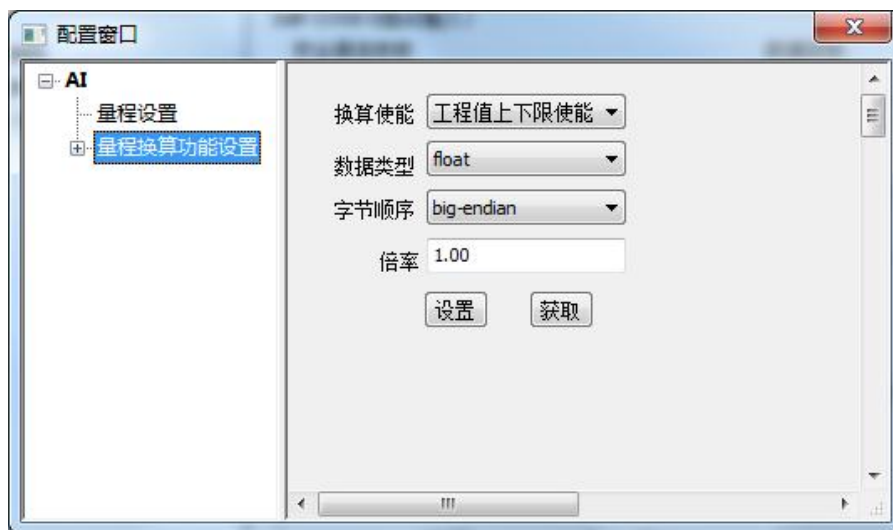 配置窗口
AI
量程设置
量程换算功能设置
换算使能 工程值上下限使能
数据类型 float
字节顺序 big-endian
倍率 1.00
设置 获取